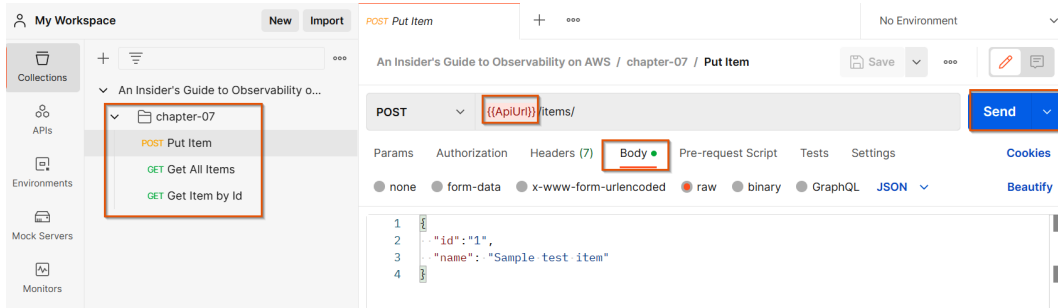 My Workspace
New
Import
POST Put Item
No Environment
Collections
APIs
Environments
Mock Servers
Monitors
An Insider's Guide to Observability o...
chapter-07
POST Put Item
GET Get All Items
GET Get Item by Id
An Insider's Guide to Observability on AWS / chapter-07 / Put Item
Save
POST
{{ApiUrl}}/items/
Send
Params Authorization Headers (7) Body Pre-request Script Tests Settings Cookies
none form-data x-www-form-urlencoded raw binary GraphQL JSON Beautify
1 {
2 "id":"1",
3 "name": "Sample test item"
4 }